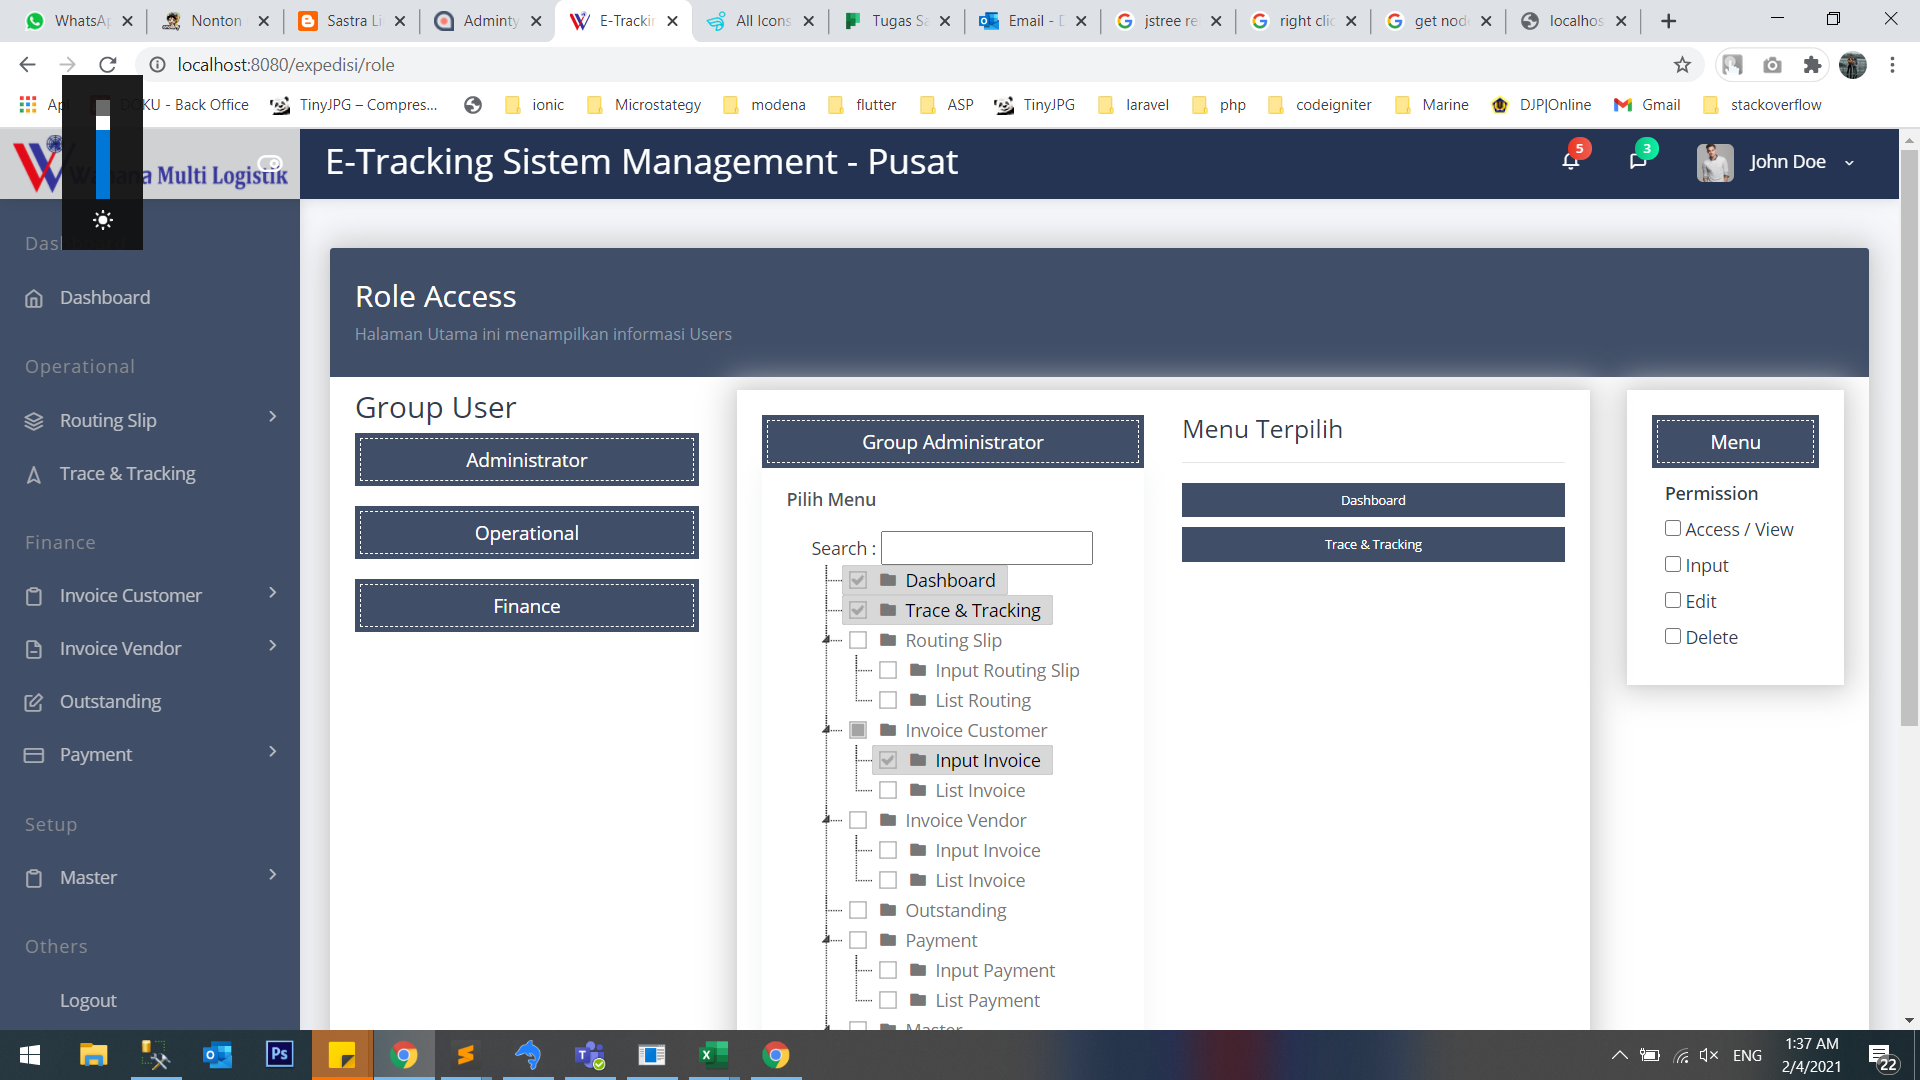 WhatsAp
Nonton
Sastra Li
Adminty
E-Trackin
All Icons
Tugas Sa
Email - D
jstree re
right clic
get node
localhos
localhost:8080/expedisi/role
Ap
DOKU - Back Office
TinyJPG – Compres...
ionic
Microstategy
modena
flutter
ASP
TinyJPG
laravel
php
codeigniter
Marine
DJP|Online
Gmail
stackoverflow
Multi Logistik
E-Tracking Sistem Management - Pusat
5
3
John Doe
Das
Dashboard
Operational
Routing Slip
Trace & Tracking
Finance
Invoice Customer
Invoice Vendor
Outstanding
Payment
Setup
Master
Others
Logout
Role Access
Halaman Utama ini menampilkan informasi Users
Group User
Administrator
Operational
Finance
Group Administrator
Pilih Menu
Search :
Dashboard
Trace & Tracking
Routing Slip
Input Routing Slip
List Routing
Invoice Customer
Input Invoice
List Invoice
Invoice Vendor
Input Invoice
List Invoice
Outstanding
Payment
Input Payment
List Payment
Master
Menu Terpilih
Dashboard
Trace & Tracking
Menu
Permission
Access / View
Input
Edit
Delete
Ps
ENG
1:37 AM
2/4/2021
22